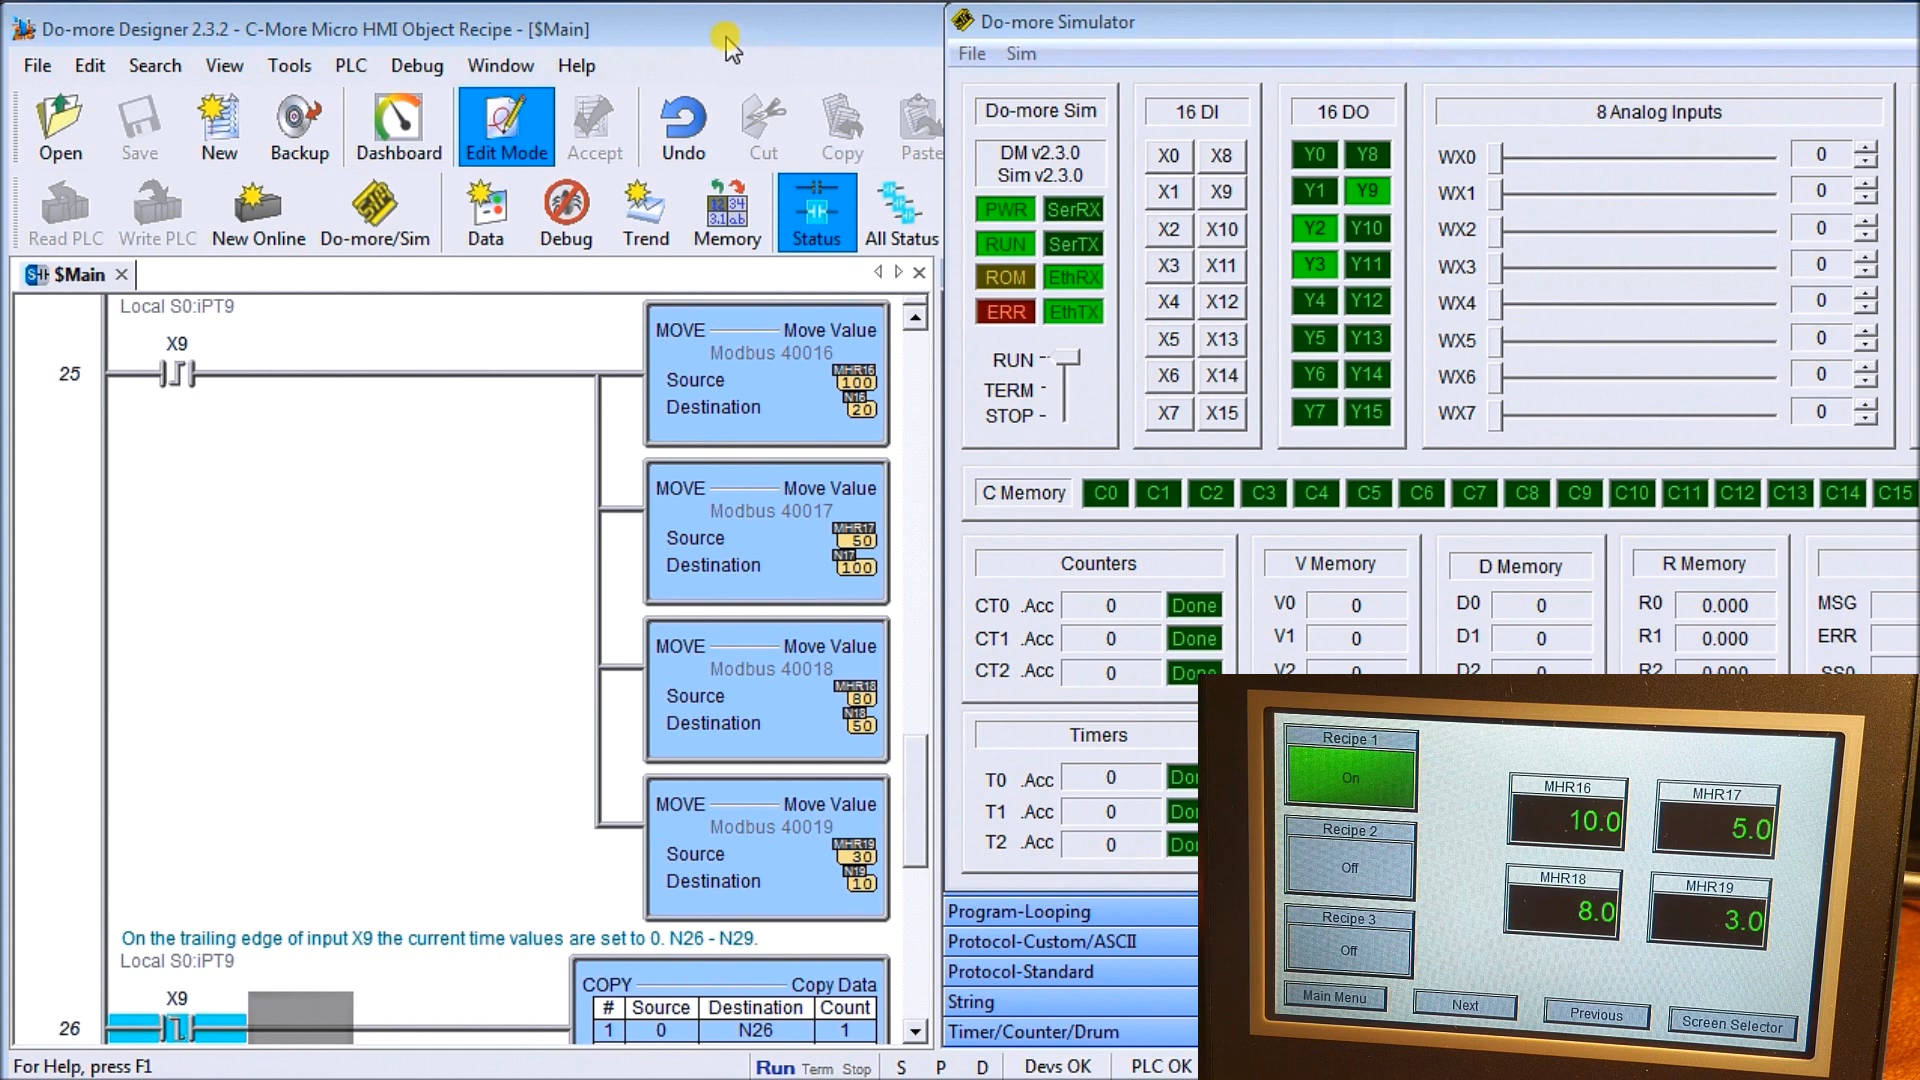 Do-more Designer 2.3.2 - C-More Micro HMI Object Recipe - [$Main]
File Edit Search View Tools PLC Debug Window Help
Open Save New Backup Dashboard Edit Mode Accept Undo Cut Copy Paste
Read PLC Write PLC New Online Do-more/Sim Data Debug Trend Memory Status All Status
$Main
Local S0:iPT9
X9
25
MOVE Move Value
Modbus 40016
Source MHR16 100
Destination N16 20
MOVE Move Value
Modbus 40017
Source MHR17 50
Destination N17 100
MOVE Move Value
Modbus 40018
Source MHR18 80
Destination N18 50
MOVE Move Value
Modbus 40019
Source MHR19 30
Destination N19 10
On the trailing edge of input X9 the current time values are set to 0. N26 - N29.
Local S0:iPT9
X9
26
COPY Copy Data
# Source Destination Count
1 0 N26 1
For Help, press F1
Run Term Stop S P D Devs OK PLC OK
Do-more Simulator
File Sim
Do-more Sim
DM v2.3.0
Sim v2.3.0
PWR SerRX
RUN SerTX
ROM EthRX
ERR EthTX
RUN
TERM
STOP
16 DI
X0 X8
X1 X9
X2 X10
X3 X11
X4 X12
X5 X13
X6 X14
X7 X15
16 DO
Y0 Y8
Y1 Y9
Y2 Y10
Y3 Y11
Y4 Y12
Y5 Y13
Y6 Y14
Y7 Y15
8 Analog Inputs
WX0 0
WX1 0
WX2 0
WX3 0
WX4 0
WX5 0
WX6 0
WX7 0
C Memory C0 C1 C2 C3 C4 C5 C6 C7 C8 C9 C10 C11 C12 C13 C14 C15
Counters
CT0 .Acc 0 Done
CT1 .Acc 0 Done
CT2 .Acc 0 Done
V Memory
V0 0
V1 0
V2 0
D Memory
D0 0
D1 0
D2 0
R Memory
R0 0.000
R1 0.000
R2 0.000
MSG
ERR
SS0
Timers
T0 .Acc 0 Do
T1 .Acc 0 Do
T2 .Acc 0 Do
Program-Looping
Protocol-Custom/ASCII
Protocol-Standard
String
Timer/Counter/Drum
Recipe 1
On
Recipe 2
Off
Recipe 3
Off
MHR16
10.0
MHR17
5.0
MHR18
8.0
MHR19
3.0
Main Menu Next Previous Screen Selector